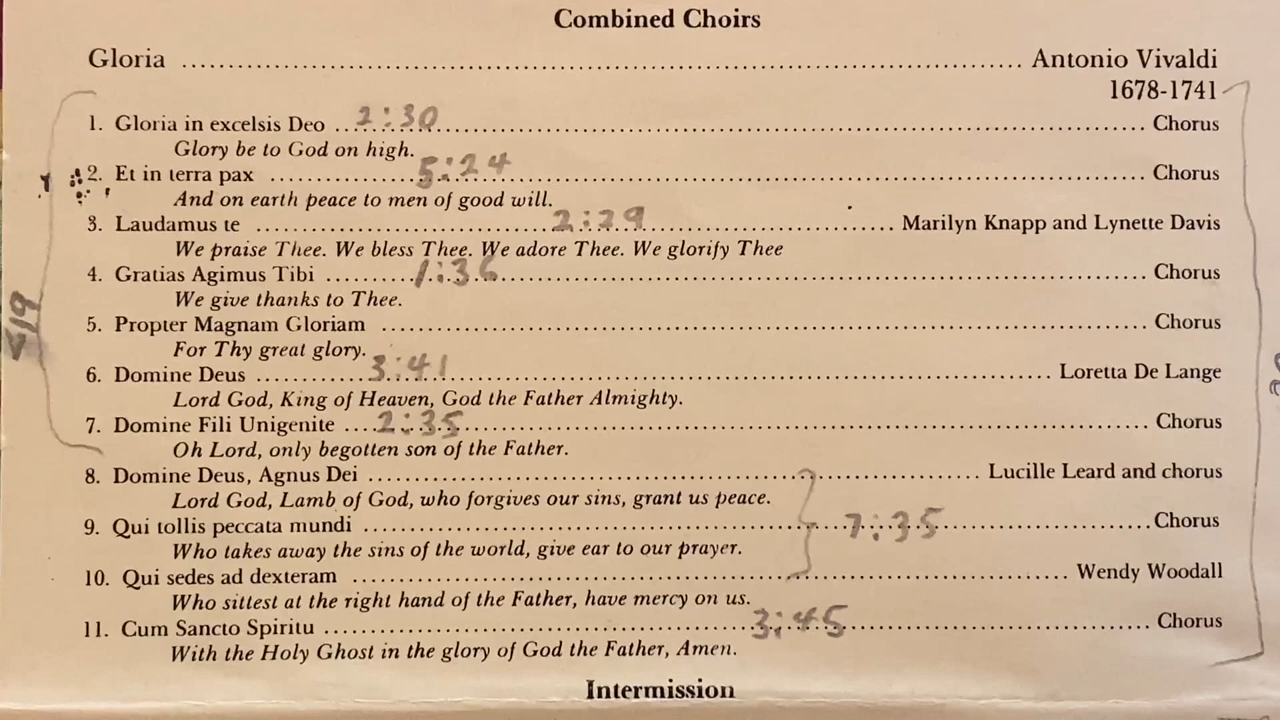 Combined Choirs
Gloria ........................................................................ Antonio Vivaldi
1678-1741
1. Gloria in excelsis Deo ... 2:30 ........................................ Chorus
Glory be to God on high.
2. Et in terra pax ............ 5:24 ........................................ Chorus
And on earth peace to men of good will.
3. Laudamus te ............ 2:29 ............ Marilyn Knapp and Lynette Davis
We praise Thee. We bless Thee. We adore Thee. We glorify Thee
4. Gratias Agimus Tibi ........ 1:36 ........................................ Chorus
We give thanks to Thee.
5. Propter Magnam Gloriam ........................................ Chorus
For Thy great glory.
6. Domine Deus ............ 3:41 ........................................ Loretta De Lange
Lord God, King of Heaven, God the Father Almighty.
7. Domine Fili Unigenite .... 2:35 ........................................ Chorus
Oh Lord, only begotten son of the Father.
8. Domine Deus, Agnus Dei ........................................ Lucille Leard and chorus
Lord God, Lamb of God, who forgives our sins, grant us peace.
9. Qui tollis peccata mundi ........................ 7:35 ............ Chorus
Who takes away the sins of the world, give ear to our prayer.
10. Qui sedes ad dexteram ........................................ Wendy Woodall
Who sittest at the right hand of the Father, have mercy on us.
11. Cum Sancto Spiritu ........................ 3:45 ............ Chorus
With the Holy Ghost in the glory of God the Father, Amen.
Intermission